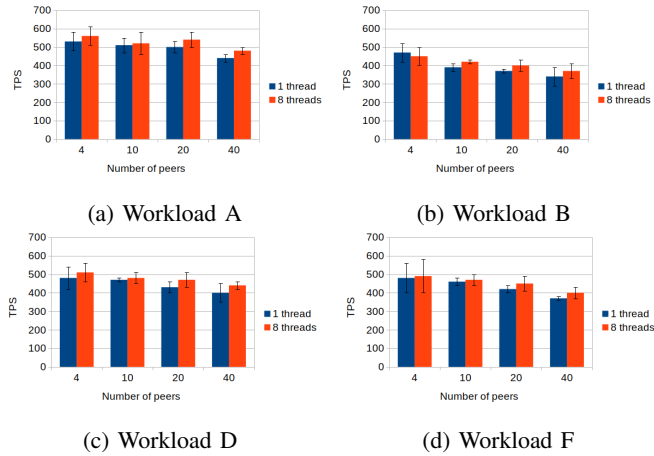 700
600
500
400
300
200
100
0
TPS
4 10 20 40
Number of peers
1 thread
8 threads
(a) Workload A
700
600
500
400
300
200
100
0
TPS
4 10 20 40
Number of peers
1 thread
8 threads
(b) Workload B
700
600
500
400
300
200
100
0
TPS
4 10 20 40
Number of peers
1 thread
8 threads
(c) Workload D
700
600
500
400
300
200
100
0
TPS
4 10 20 40
Number of peers
1 thread
8 threads
(d) Workload F